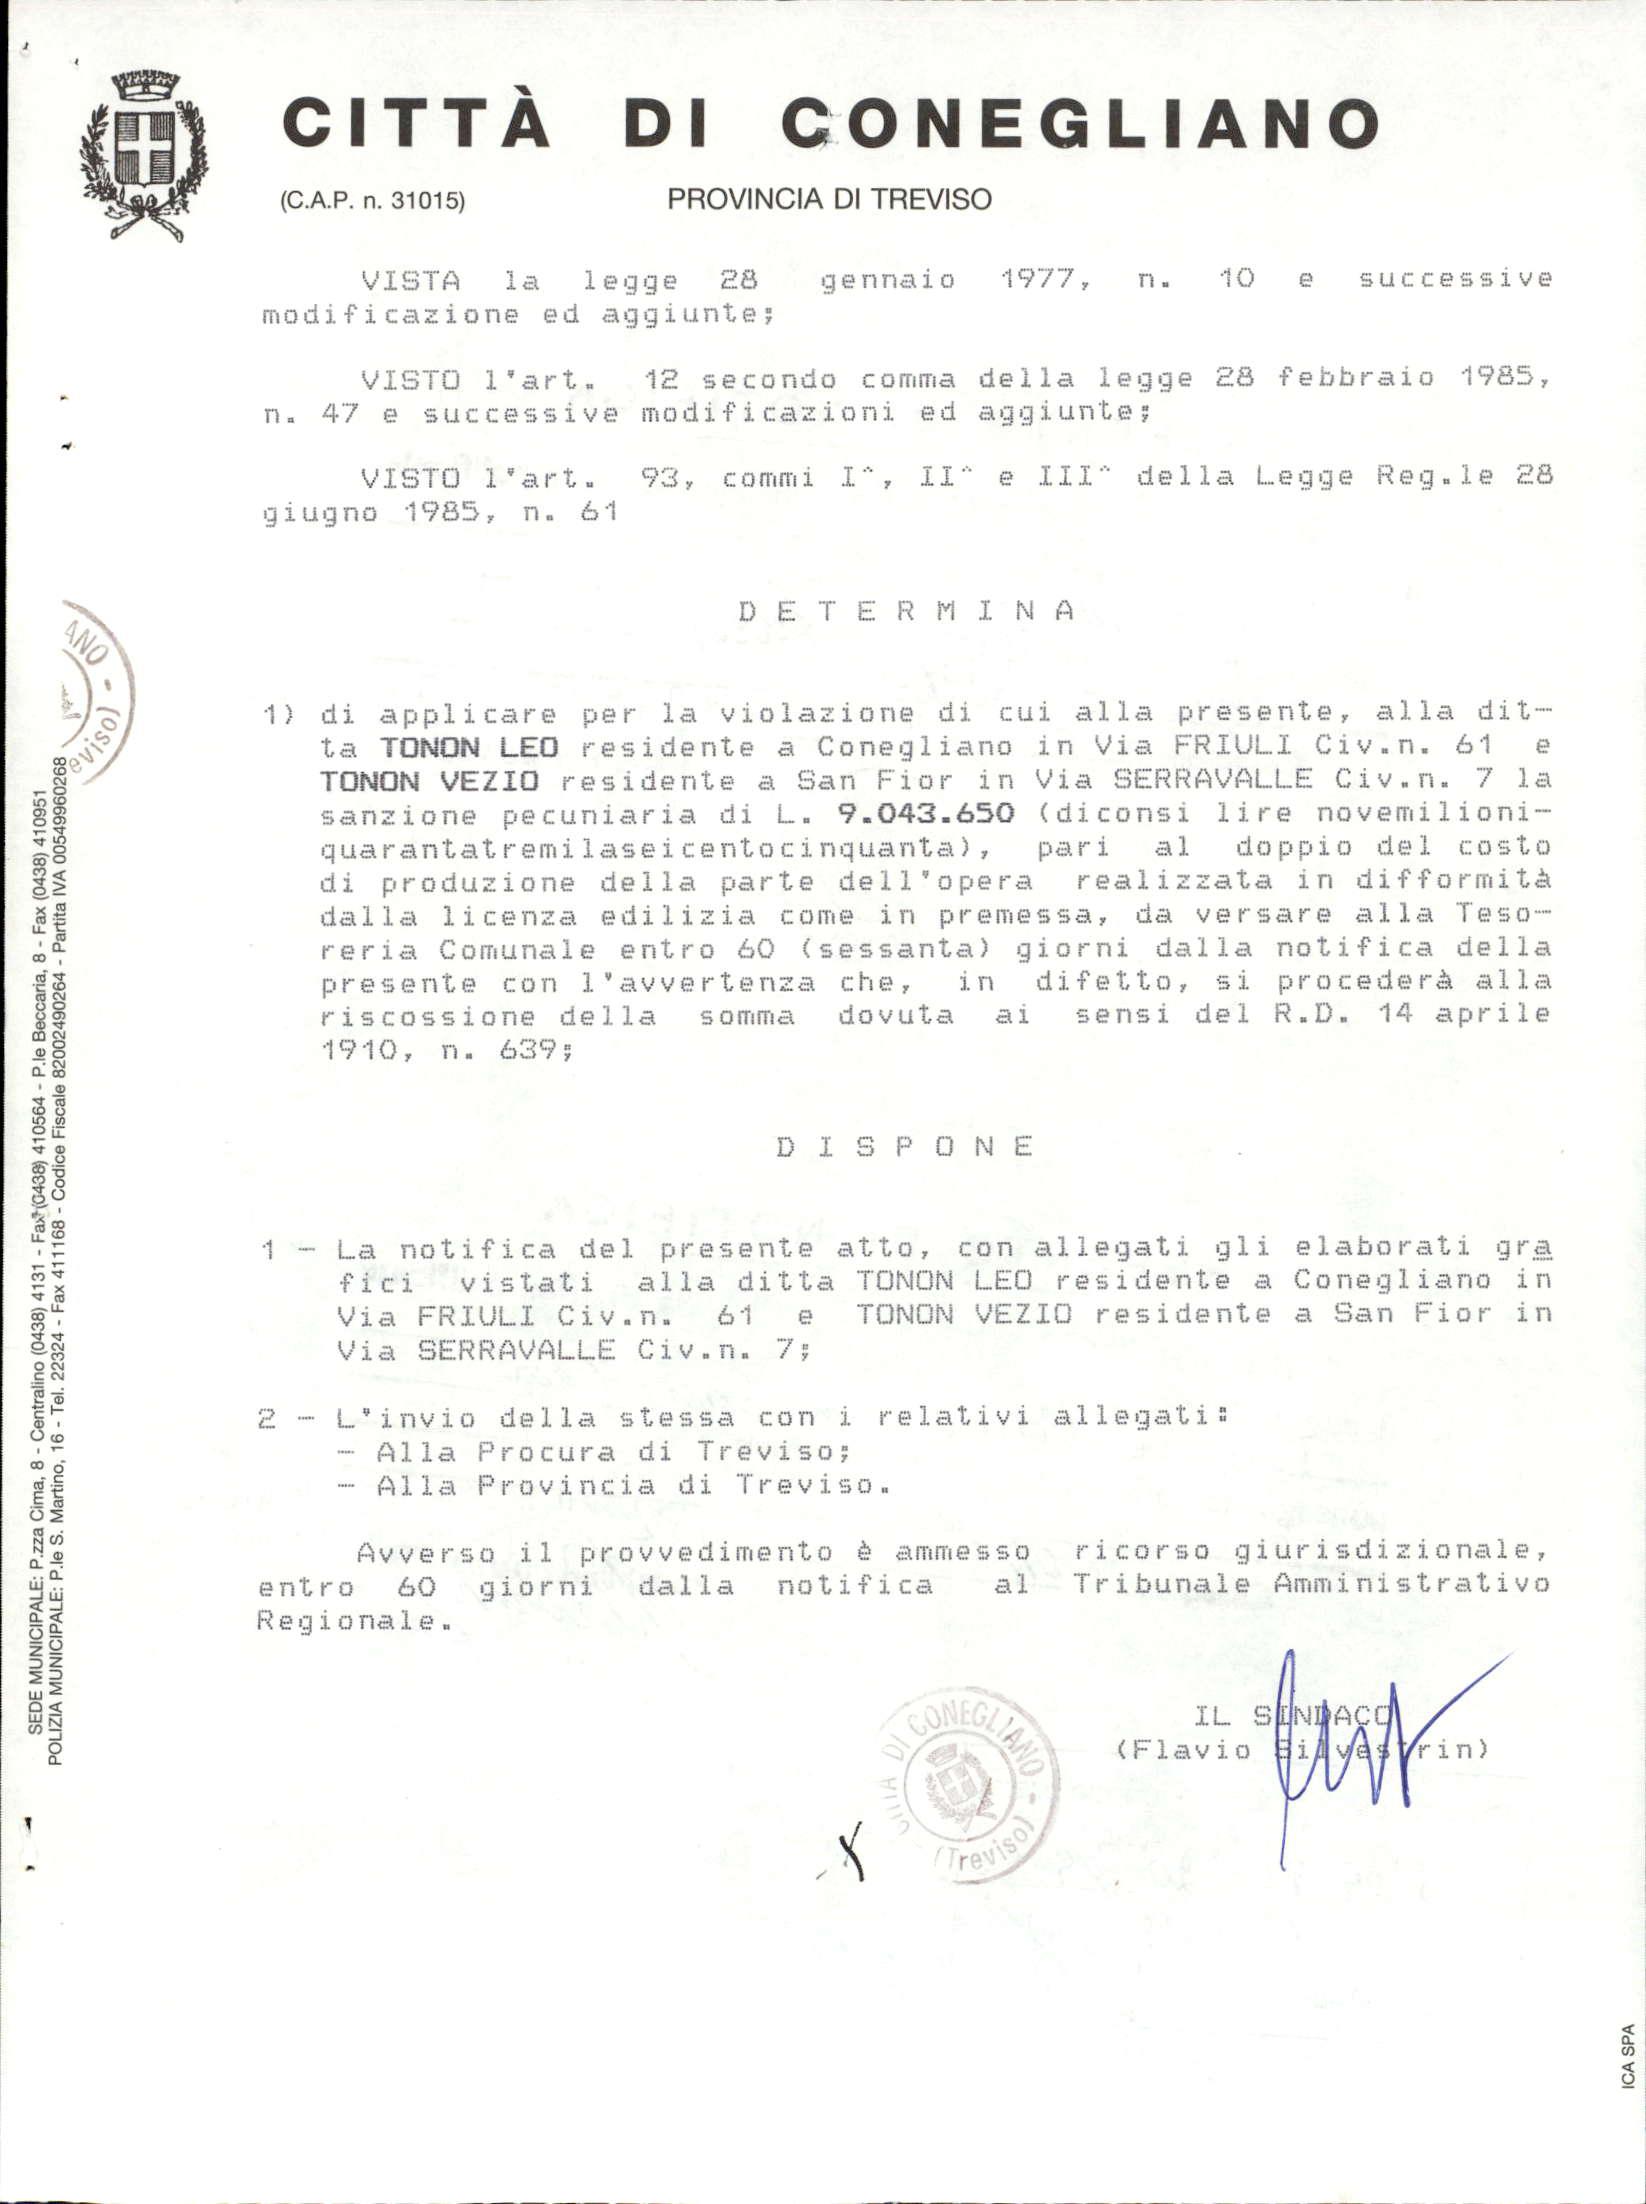 CITTÀ DI CONEGLIANO
(C.A.P. n. 31015) PROVINCIA DI TREVISO
VISTA la legge 28 gennaio 1977, n. 10 e successive
modificazione ed aggiunte;
VISTO l'art. 12 secondo comma della legge 28 febbraio 1985,
n. 47 e successive modificazioni ed aggiunte;
VISTO l'art. 93, commi I^, II^ e III^ della Legge Reg.le 28
giugno 1985, n. 61
D E T E R M I N A
1) di applicare per la violazione di cui alla presente, alla dit-
ta TONON LEO residente a Conegliano in Via FRIULI Civ.n. 61 e
TONON VEZIO residente a San Fior in Via SERRAVALLE Civ.n. 7 la
sanzione pecuniaria di L. 9.043.650 (diconsi lire novemilioni-
quarantatremilaseicentocinquanta), pari al doppio del costo
di produzione della parte dell'opera realizzata in difformità
dalla licenza edilizia come in premessa, da versare alla Teso-
reria Comunale entro 60 (sessanta) giorni dalla notifica della
presente con l'avvertenza che, in difetto, si procederà alla
riscossione della somma dovuta ai sensi del R.D. 14 aprile
1910, n. 639;
D I S P O N E
1 - La notifica del presente atto, con allegati gli elaborati gra
fici vistati alla ditta TONON LEO residente a Conegliano in
Via FRIULI Civ.n. 61 e TONON VEZIO residente a San Fior in
Via SERRAVALLE Civ.n. 7;
2 - L'invio della stessa con i relativi allegati:
- Alla Procura di Treviso;
- Alla Provincia di Treviso.
Avverso il provvedimento è ammesso ricorso giurisdizionale,
entro 60 giorni dalla notifica al Tribunale Amministrativo
Regionale.
IL SINDACO
(Flavio Silvestrin)
CITTÀ DI CONEGLIANO - (Treviso)
ANO - eviso)
SEDE MUNICIPALE: P.zza Cima, 8 - Centralino (0438) 4131 - Fax (0438) 410564 - P.le Beccaria, 8 - Fax (0438) 410951
POLIZIA MUNICIPALE: P.le S. Martino, 16 - Tel. 22324 - Fax 411168 - Codice Fiscale 82002490264 - Partita IVA 00549960268
ICA SPA